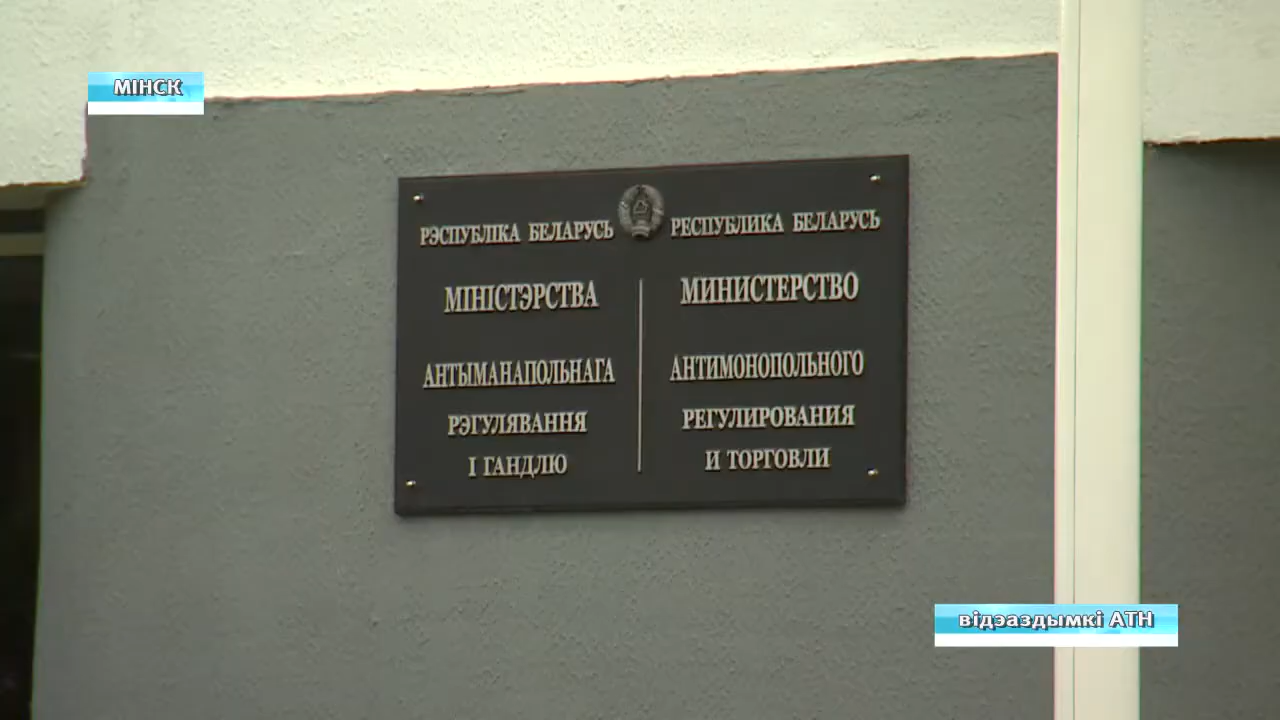 МІНСК
РЭСПУБЛІКА БЕЛАРУСЬ
МІНІСТЭРСТВА
АНТЫМАНАПОЛЬНАГА
РЭГУЛЯВАННЯ
І ГАНДЛЮ
РЕСПУБЛИКА БЕЛАРУСЬ
МИНИСТЕРСТВО
АНТИМОНОПОЛЬНОГО
РЕГУЛИРОВАНИЯ
И ТОРГОВЛИ
відэаздымкі АТН